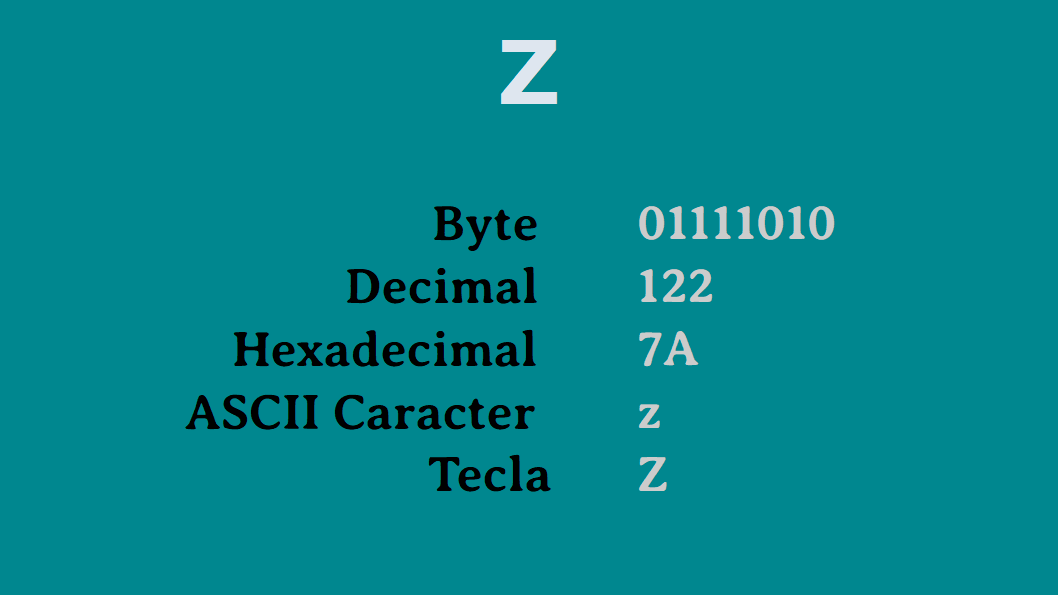 z
Byte 01111010
Decimal 122
Hexadecimal 7A
ASCII Caracter z
Tecla Z